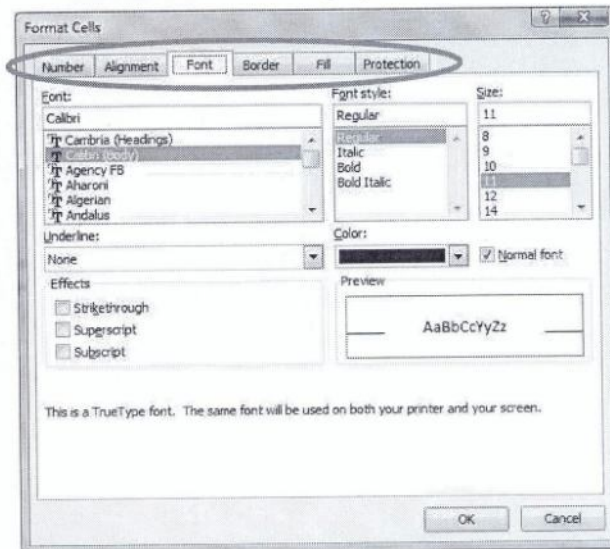 Format Cells
Number Alignment Font Border Fill Protection
Font: Font style: Size:
Calibri Regular 11
Cambria (Headings)
Calibri (Body)
Agency FB
Aharoni
Algerian
Andalus
Regular
Italic
Bold
Bold Italic
8
9
10
11
12
14
Underline: Color:
None Normal font
Effects Preview
Strikethrough
Superscript
Subscript
AaBbCcYyZz
This is a TrueType font. The same font will be used on both your printer and your screen.
OK Cancel